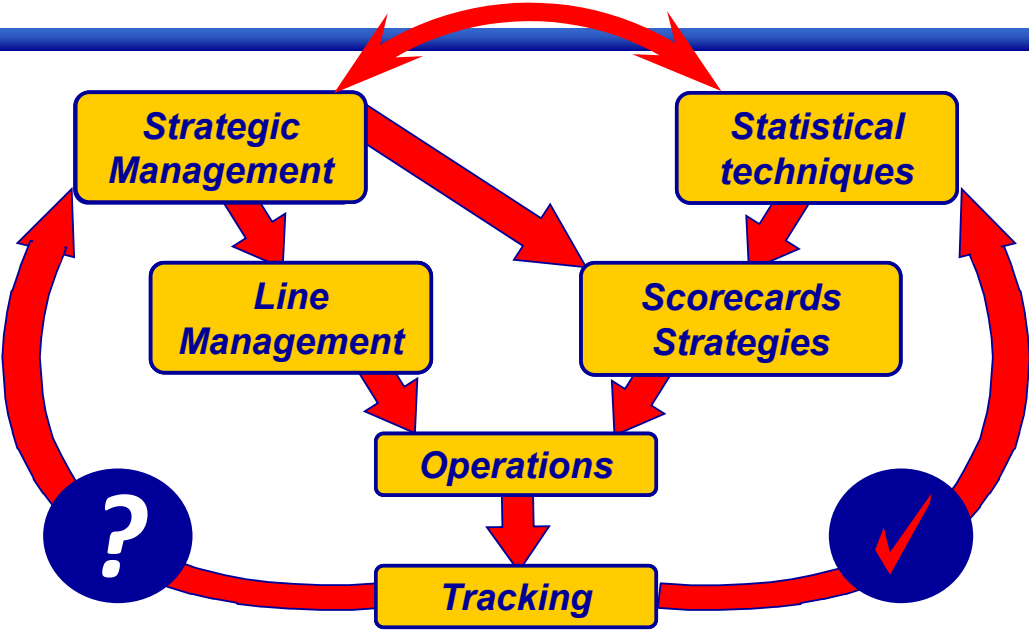 Strategic
Management
Statistical
techniques
Line
Management
Scorecards
Strategies
Operations
?
Tracking